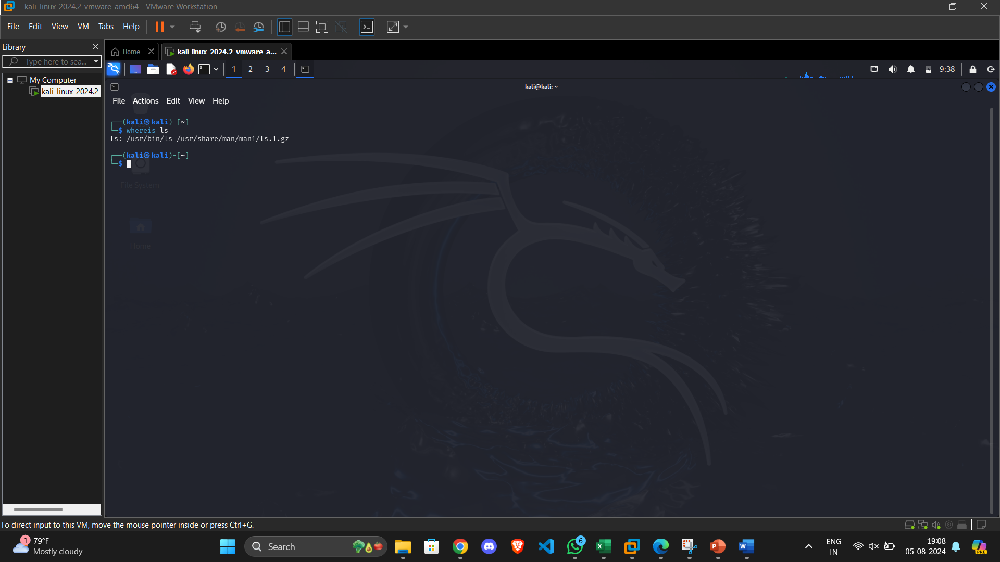 kali-linux-2024.2-vmware-amd64 - VMware Workstation
File Edit View VM Tabs Help
Library
Type here to sea...
My Computer
kali-linux-2024.2-
Home
kali-linux-2024.2-vmware-a...
1 2 3 4
9:38
kali@kali: ~
File Actions Edit View Help
┌──(kali㉿kali)-[~]
└─$ whereis ls
ls: /usr/bin/ls /usr/share/man/man1/ls.1.gz
┌──(kali㉿kali)-[~]
└─$
File System
Home
To direct input to this VM, move the mouse pointer inside or press Ctrl+G.
1
79°F
Mostly cloudy
Search
6
ENG
IN
19:08
05-08-2024
PRE